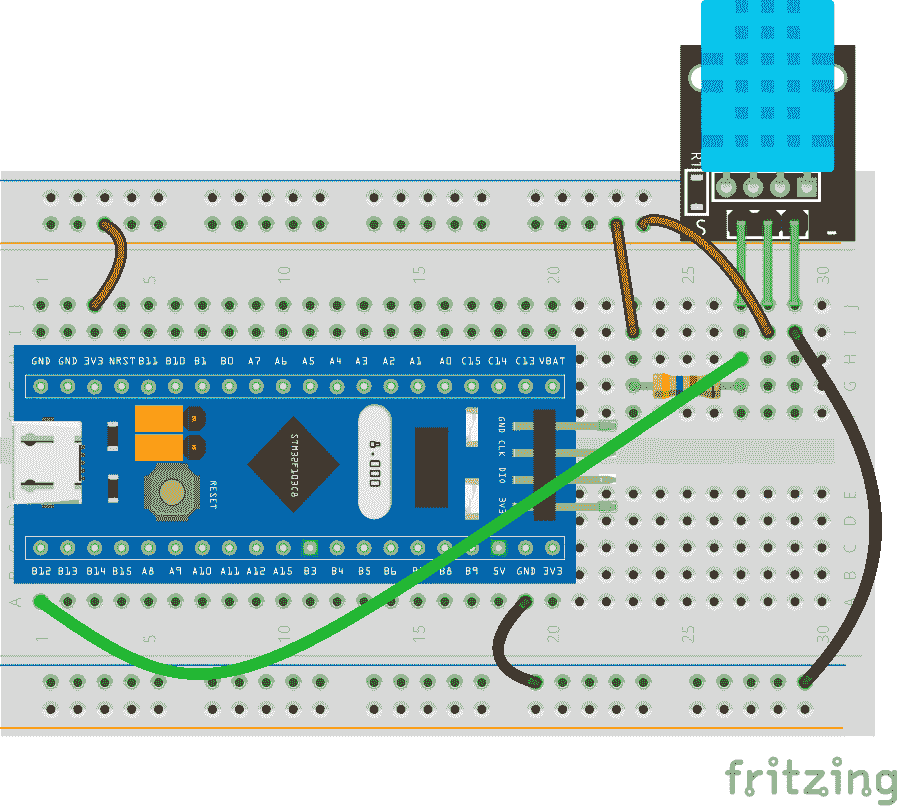 R1
S
1 5 10 15 25 30
J J
I I
H
G
GND GND 3V3 NRST B11 B10 B1 B0 A7 A6 A5 A4 A3 A2 A1 A0 C15 C14 C13 VBAT
STM32F103C8
8.000
RESET
GND
CLK
DIO
3V3
E
D
C
B B
B12 B13 B14 B15 A8 A9 A10 A11 A12 A15 B3 B4 B5 B6 B8 B9 5V GND 3V3
A A
1 5 10 15 20 25 30
fritzing